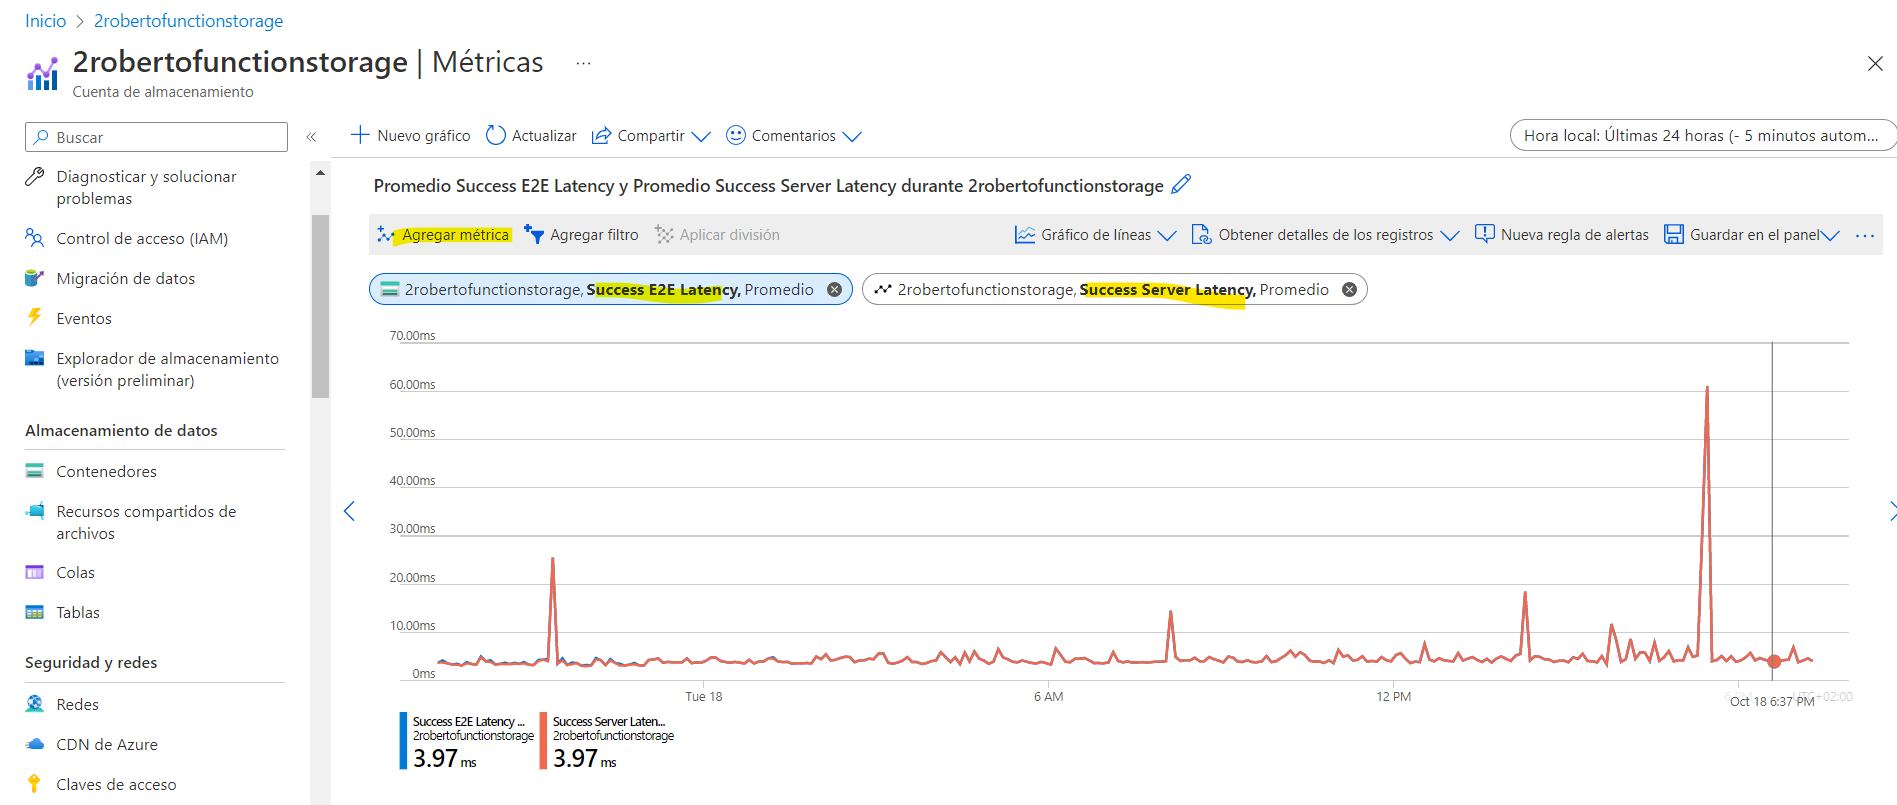 Inicio > 2robertofunctionstorage
2robertofunctionstorage | Métricas ...
Cuenta de almacenamiento
Buscar
«
Nuevo gráfico
Actualizar
Compartir
Comentarios
Hora local: Últimas 24 horas (- 5 minutos autom...
Diagnosticar y solucionar
problemas
Control de acceso (IAM)
Migración de datos
Eventos
Explorador de almacenamiento
(versión preliminar)
Almacenamiento de datos
Contenedores
Recursos compartidos de
archivos
Colas
Tablas
Seguridad y redes
Redes
CDN de Azure
Claves de acceso
Promedio Success E2E Latency y Promedio Success Server Latency durante 2robertofunctionstorage
Agregar métrica
Agregar filtro
Aplicar división
Gráfico de líneas
Obtener detalles de los registros
Nueva regla de alertas
Guardar en el panel
...
2robertofunctionstorage, Success E2E Latency, Promedio
2robertofunctionstorage, Success Server Latency, Promedio
70.00ms
60.00ms
50.00ms
40.00ms
30.00ms
20.00ms
10.00ms
0ms
Tue 18
6 AM
12 PM
6 PM
UTC+02:00
Oct 18 6:37 PM
Success E2E Latency ...
2robertofunctionstorage
3.97 ms
Success Server Laten...
2robertofunctionstorage
3.97 ms